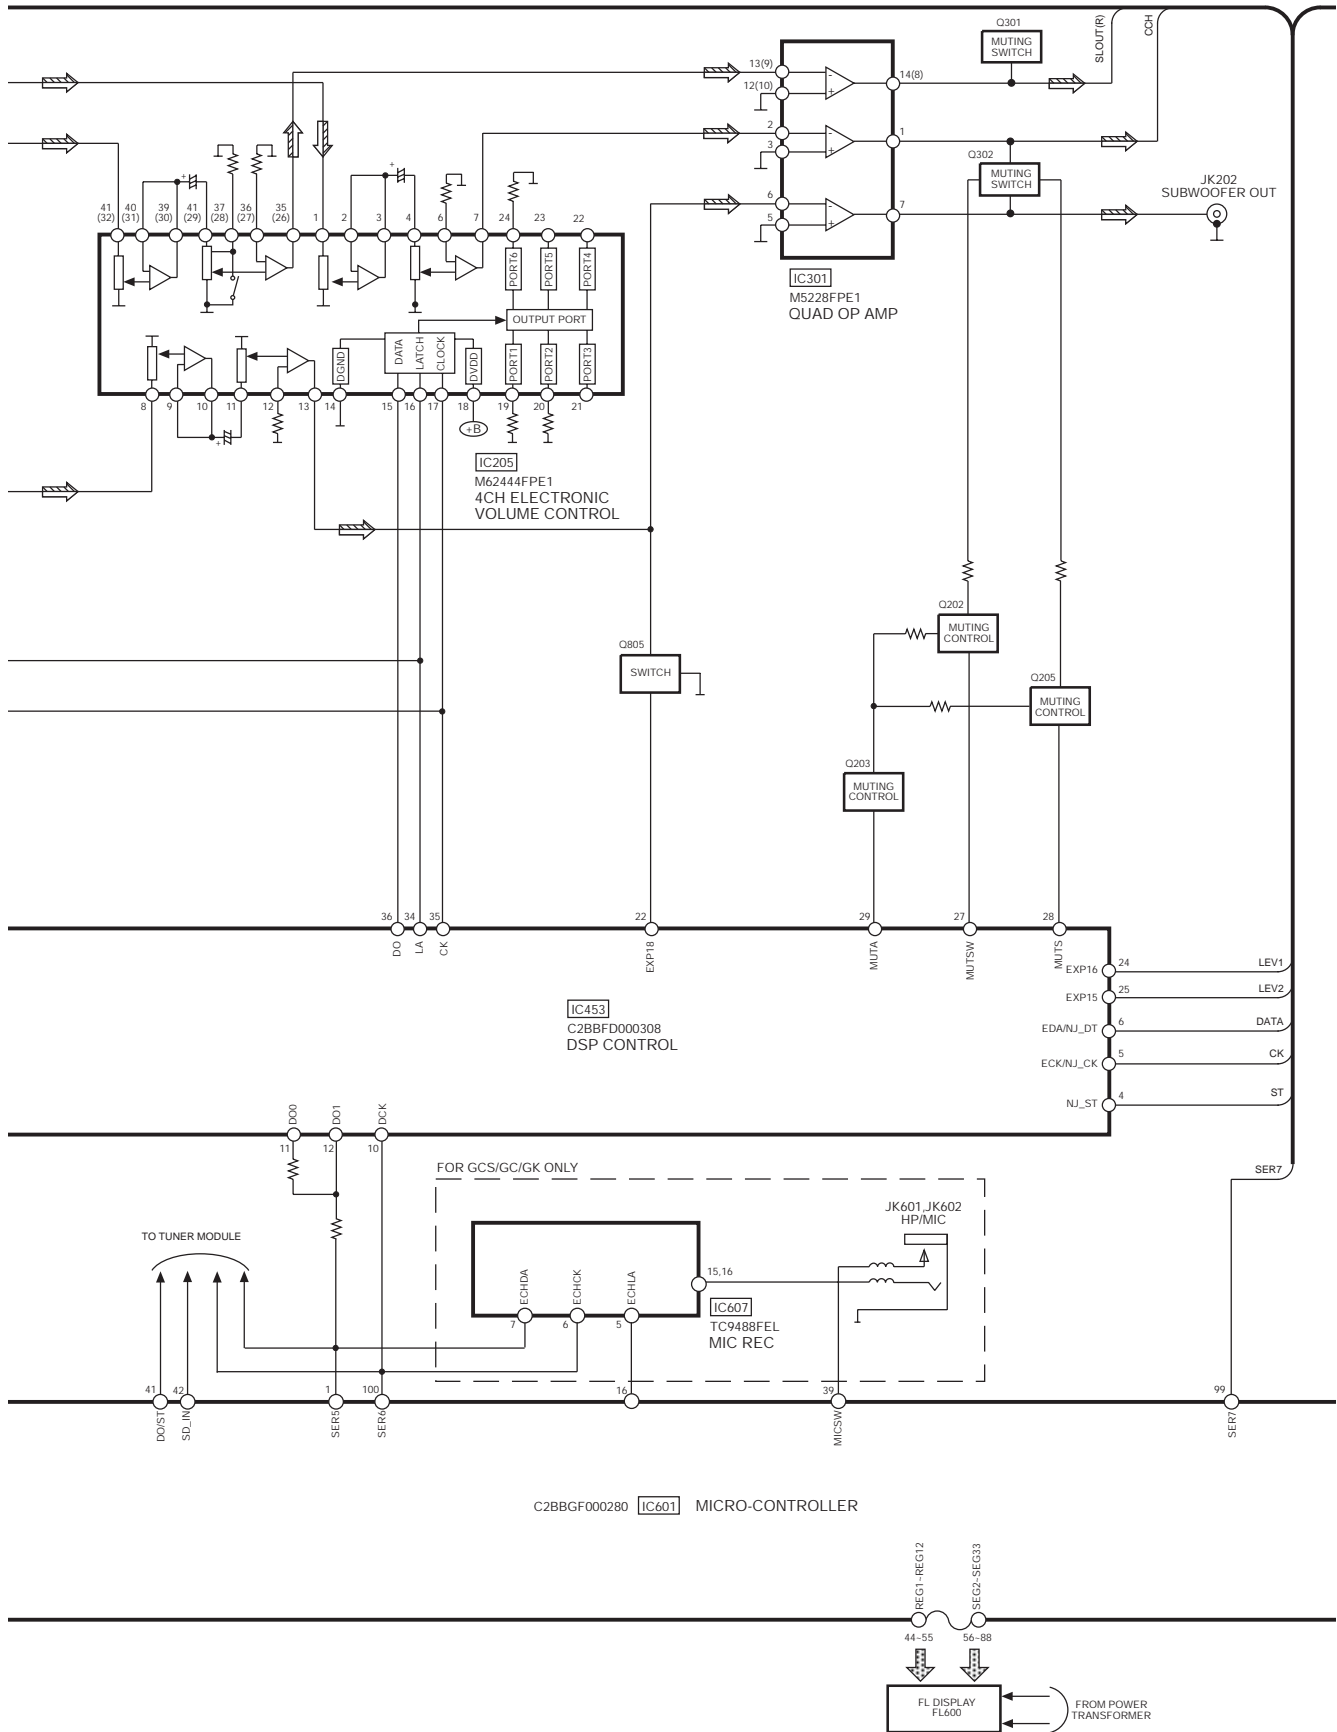 Q301
MUTING
SWITCH
SLOUT(R)
CCH
13(9)
12(10)
14(8)
-
+
2
3
1
-
+
Q302
MUTING
SWITCH
6
5
7
-
+
JK202
SUBWOOFER OUT
IC301
M5228FPE1
QUAD OP AMP
41
(32)
40
(31)
39
(30)
41
(29)
37
(28)
36
(27)
35
(26)
1
2
3
4
6
7
24
23
22
+
+
PORT6
PORT5
PORT4
OUTPUT PORT
DATA
LATCH
CLOCK
DGND
DVDD
PORT1
PORT2
PORT3
8
9
10
11
12
13
14
15
16
17
18
19
20
21
+
+B
IC205
M62444FPE1
4CH ELECTRONIC
VOLUME CONTROL
Q202
MUTING
CONTROL
Q805
SWITCH
Q205
MUTING
CONTROL
Q203
MUTING
CONTROL
36
34
35
22
29
27
28
DO
LA
CK
EXP18
MUTA
MUTSW
MUTS
EXP16
24
LEV1
EXP15
25
LEV2
EDA/NJ_DT
6
DATA
ECK/NJ_CK
5
CK
NJ_ST
4
ST
IC453
C2BBFD000308
DSP CONTROL
DO0
DO1
DCK
11
12
10
SER7
FOR GCS/GC/GK ONLY
JK601,JK602
HP/MIC
TO TUNER MODULE
ECHDA
ECHCK
ECHLA
15,16
7
6
5
IC607
TC9488FEL
MIC REC
41
42
1
100
16
39
99
DO/ST
SD_IN
SER5
SER6
MICSW
SER7
C2BBGF000280 IC601 MICRO-CONTROLLER
REG1~REG12
SEG2~SEG33
44~55
56~88
FL DISPLAY
FL600
FROM POWER
TRANSFORMER